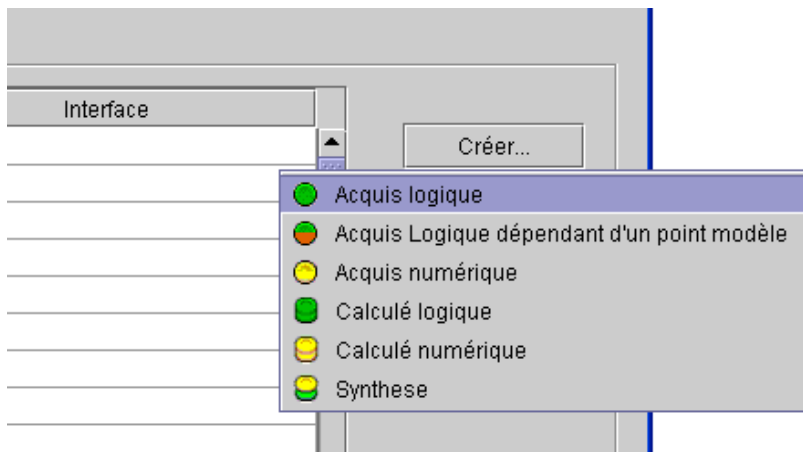 Interface
Créer...
Acquis logique
Acquis Logique dépendant d'un point modèle
Acquis numérique
Calculé logique
Calculé numérique
Synthese